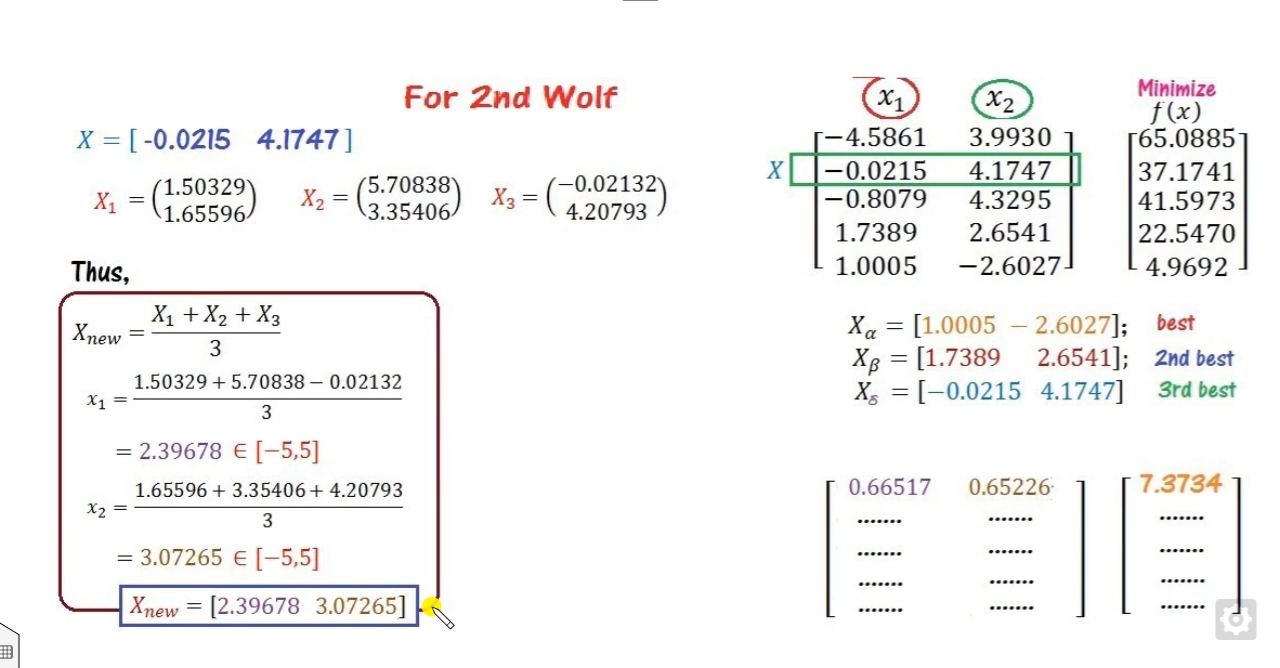 For 2nd Wolf
X = [ -0.0215 4.1747 ]
X₁ = (1.50329 1.65596) X₂ = (5.70838 3.35406) X₃ = (−0.02132 4.20793)
Thus,
Xₙₑw = X₁ + X₂ + X₃ / 3
x₁ = 1.50329 + 5.70838 − 0.02132 / 3
= 2.39678 ∈ [−5,5]
x₂ = 1.65596 + 3.35406 + 4.20793 / 3
= 3.07265 ∈ [−5,5]
Xₙₑw = [2.39678 3.07265]
x₁ x₂ Minimize
f(x)
−4.5861 3.9930 65.0885
X −0.0215 4.1747 37.1741
−0.8079 4.3295 41.5973
1.7389 2.6541 22.5470
1.0005 −2.6027 4.9692
Xα = [1.0005 − 2.6027]; best
Xβ = [1.7389 2.6541]; 2nd best
Xδ = [−0.0215 4.1747] 3rd best
0.66517 0.65226 7.3734
....... ....... .......
....... ....... .......
....... ....... .......
....... ....... .......